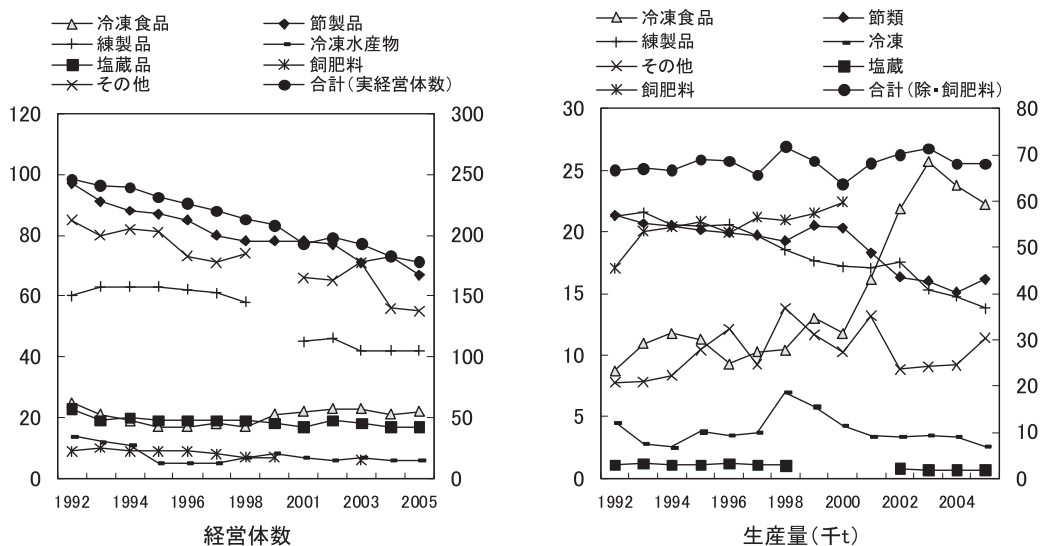 冷凍食品 節製品
練製品 冷凍水産物
塩蔵品 飼肥料
その他 合計(実経営体数)
120 300
100 250
80 200
60 150
40 100
20 50
0 0
1992 1994 1996 1998 2001 2003 2005
経営体数
冷凍食品 節類
練製品 冷凍
その他 塩蔵
飼肥料 合計(除・飼肥料)
30 80
25 70
20 60
15 50
10 40
5 30
0 20
10
0
1992 1994 1996 1998 2000 2002 2004
生産量(千t)